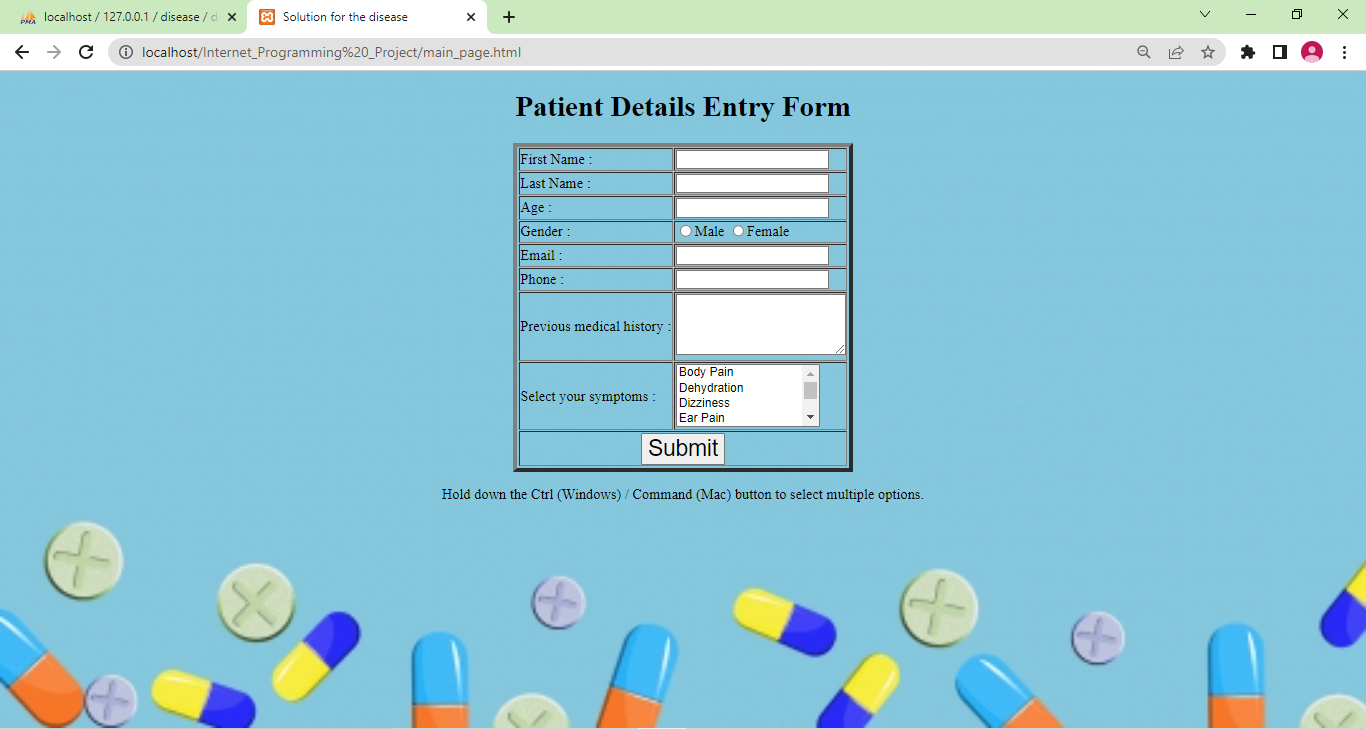 localhost / 127.0.0.1 / disease / d
Solution for the disease
localhost/Internet_Programming%20_Project/main_page.html
Patient Details Entry Form
First Name :
Last Name :
Age :
Gender : Male Female
Email :
Phone :
Previous medical history :
Select your symptoms :
Body Pain
Dehydration
Dizziness
Ear Pain
Submit
Hold down the Ctrl (Windows) / Command (Mac) button to select multiple options.